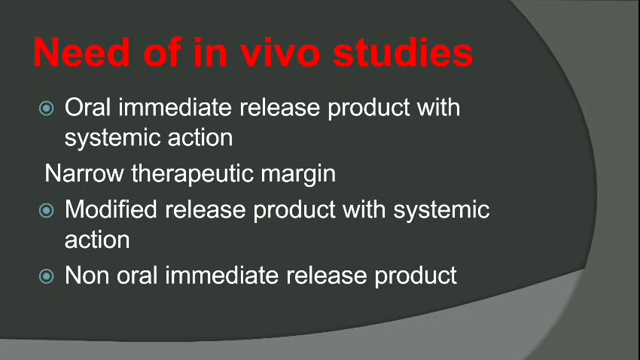 Need of in vivo studies
Oral immediate release product with
systemic action
Narrow therapeutic margin
Modified release product with systemic
action
Non oral immediate release product